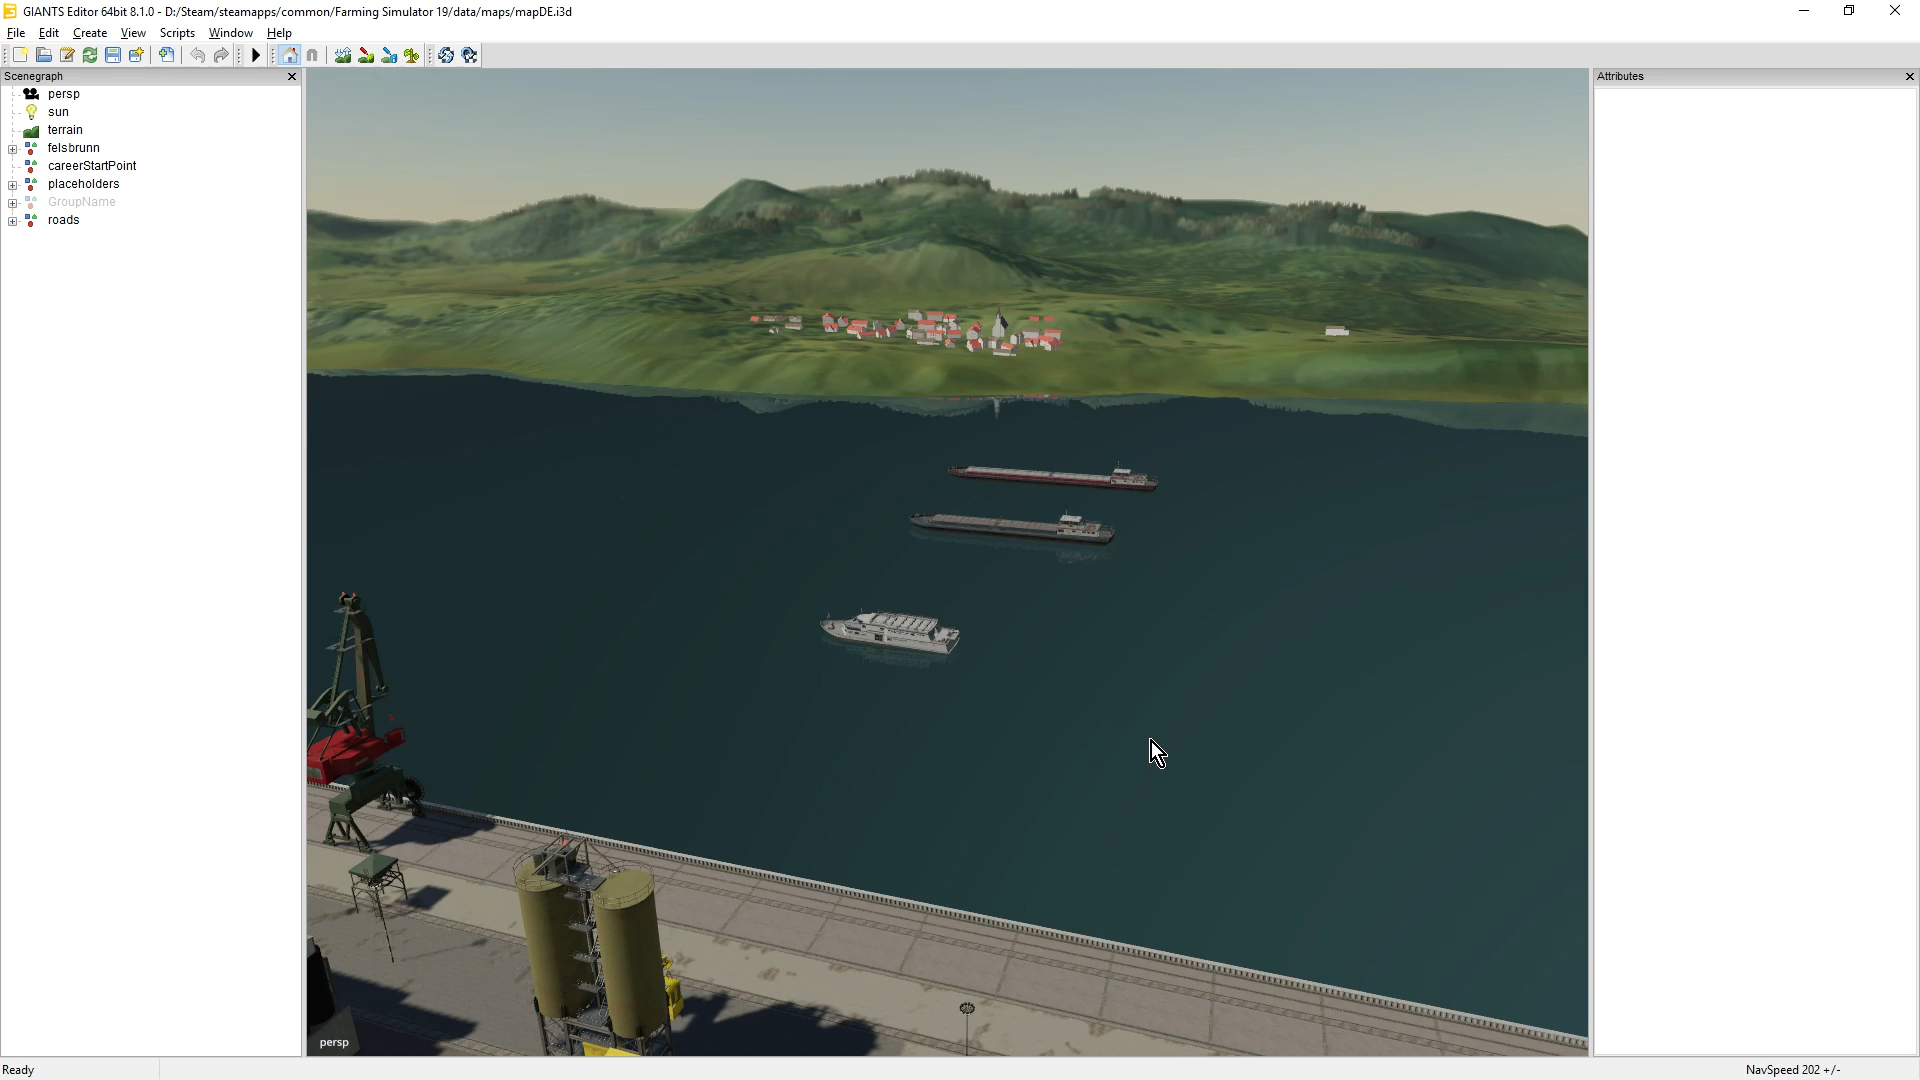 GIANTS Editor 64bit 8.1.0 - D:/Steam/steamapps/common/Farming Simulator 19/data/maps/mapDE.i3d
File Edit Create View Scripts Window Help
Scenegraph
Attributes
persp
sun
terrain
felsbrunn
careerStartPoint
placeholders
GroupName
roads
persp
Ready
NavSpeed 202 +/-